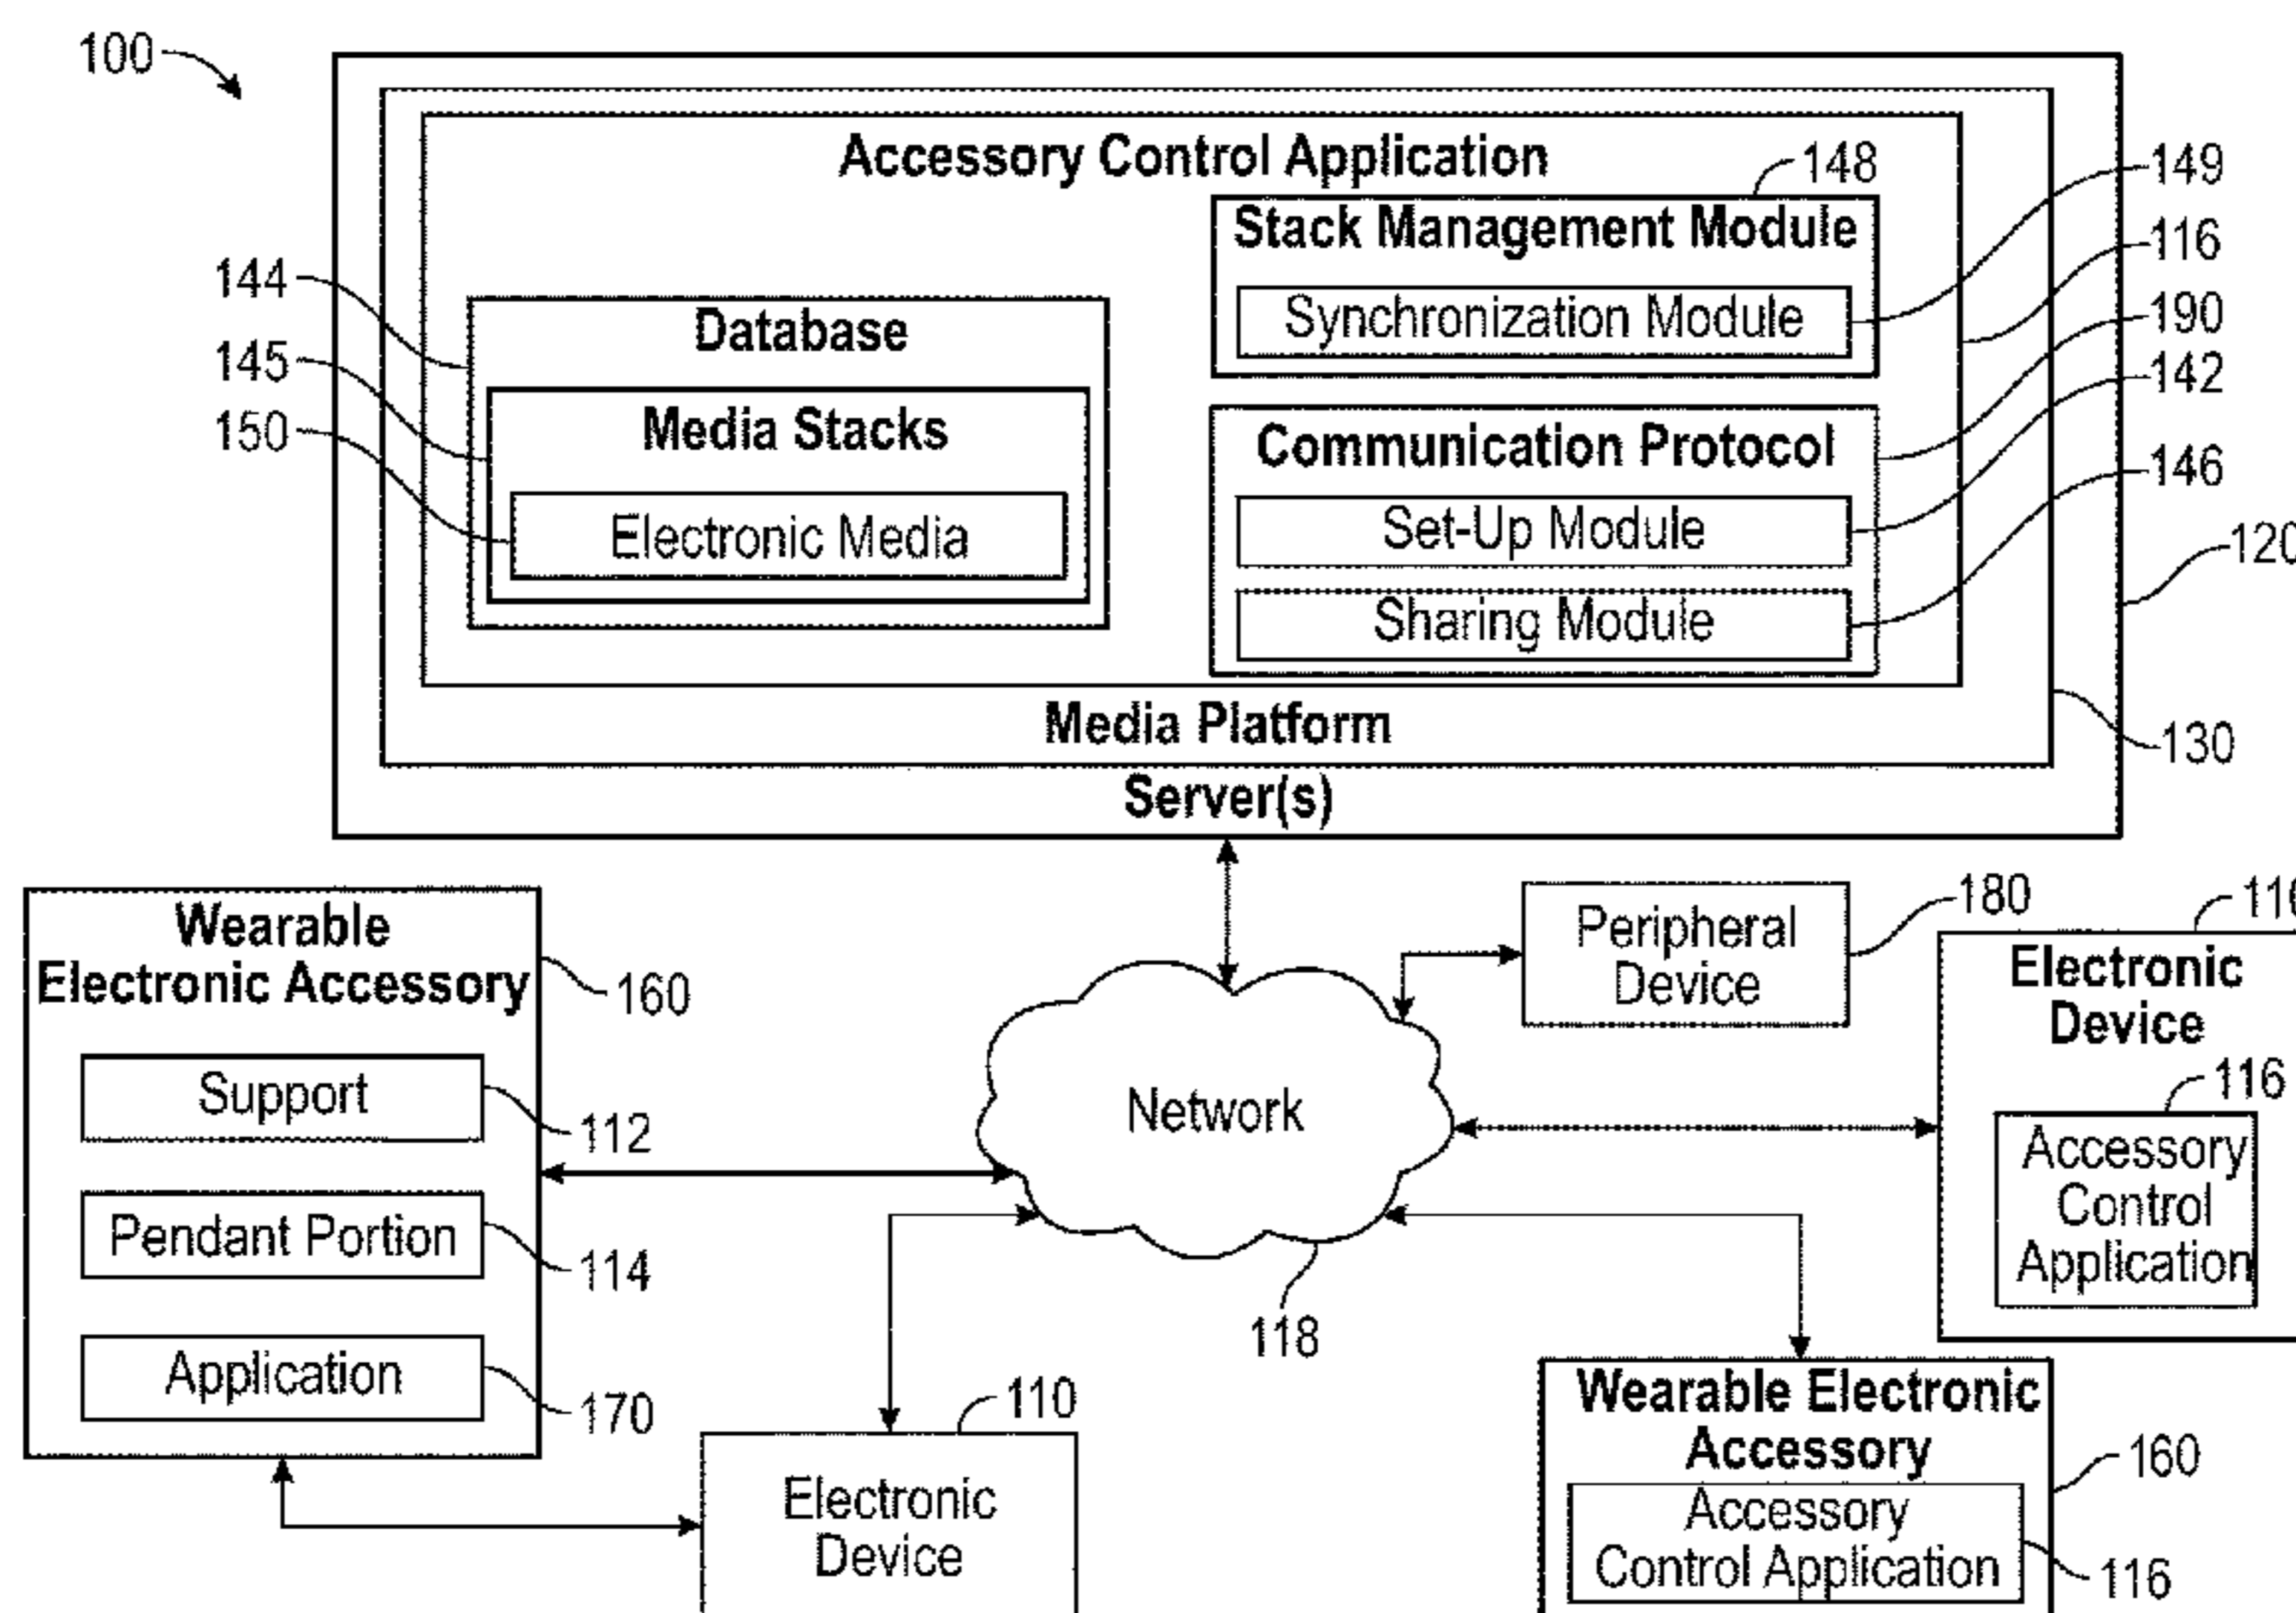 100
Accessory Control Application
148
Stack Management Module
149
Synchronization Module
116
144
Database
190
145
Media Stacks
142
150
Communication Protocol
146
Electronic Media
Set-Up Module
120
Sharing Module
Media Platform
130
Server(s)
Wearable
Electronic Accessory
160
Support
112
Pendant Portion
114
Application
170
Network
118
Peripheral
Device
180
110
Electronic
Device
116
Accessory
Control
Application
110
Electronic
Device
Wearable Electronic
Accessory
160
Accessory
Control Application
116